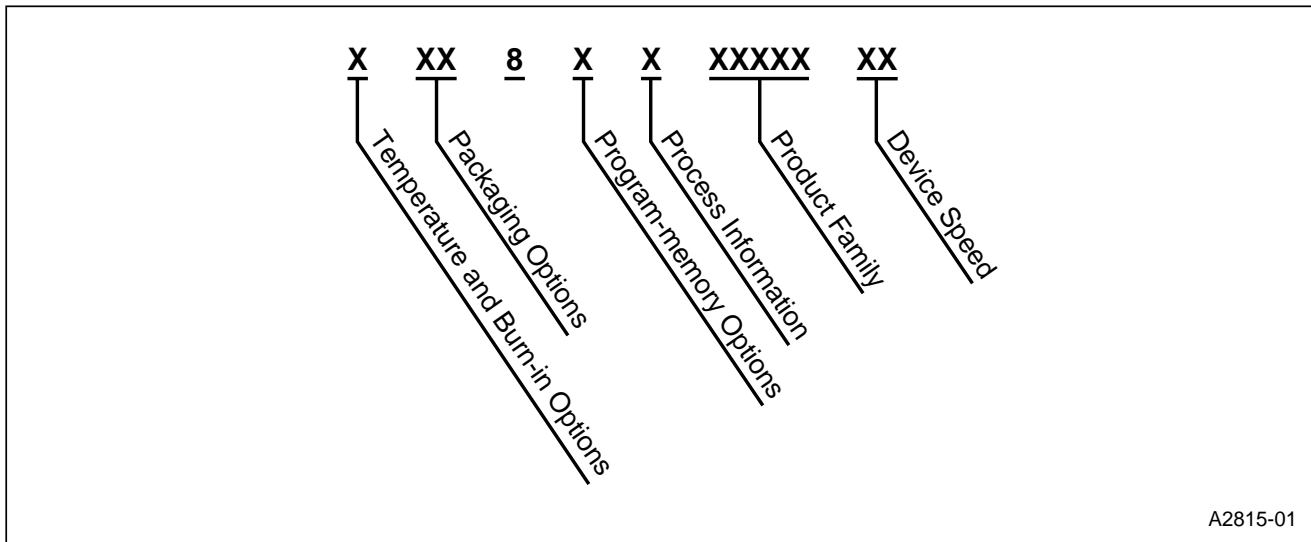 X XX 8 X X XXXXX XX
Temperature and Burn-in Options
Packaging Options
Program-memory Options
Process Information
Product Family
Device Speed
A2815-01